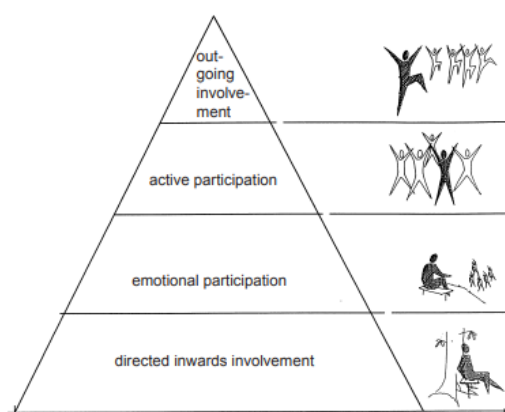 out-
going
involve-
ment
active participation
emotional participation
directed inwards involvement